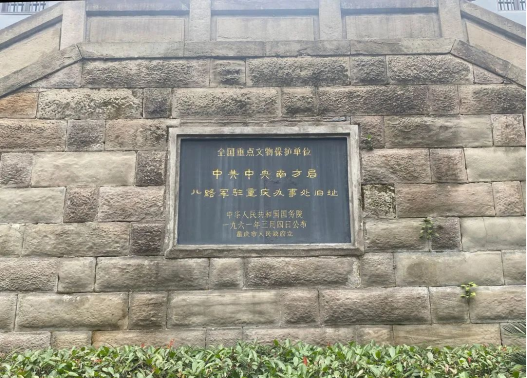 全国重点文物保护单位
中共中央南方局
八路军驻重庆办事处旧址
中华人民共和国国务院
一九六一年三月四日公布
重庆市人民政府立